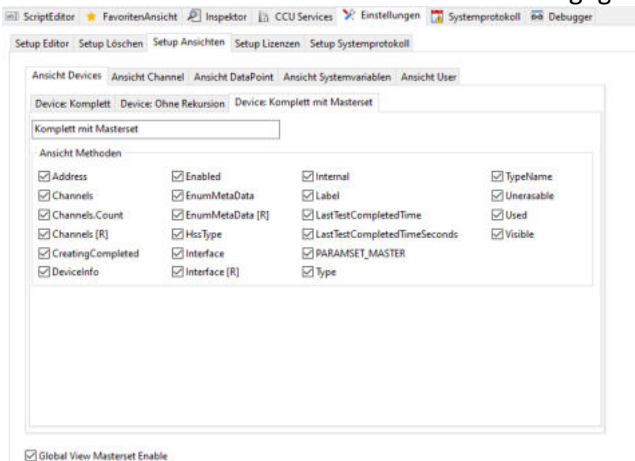 ScriptEditor FavoritenAnsicht Inspektor CCU Services Einstellungen Systemprotokoll Debugger
Setup Editor Setup Löschen Setup Ansichten Setup Lizenzen Setup Systemprotokoll
Ansicht Devices Ansicht Channel Ansicht DataPoint Ansicht Systemvariablen Ansicht User
Device: Komplett Device: Ohne Rekursion Device: Komplett mit Masterset
Komplett mit Masterset
Ansicht Methoden
Address Enabled Internal TypeName
Channels EnumMetaData Label Unerasable
Channels.Count EnumMetaData [R] LastTestCompletedTime Used
Channels [R] HssType LastTestCompletedTimeSeconds Visible
CreatingCompleted Interface PARAMSET_MASTER
DeviceInfo Interface [R] Type
Global View Masterset Enable